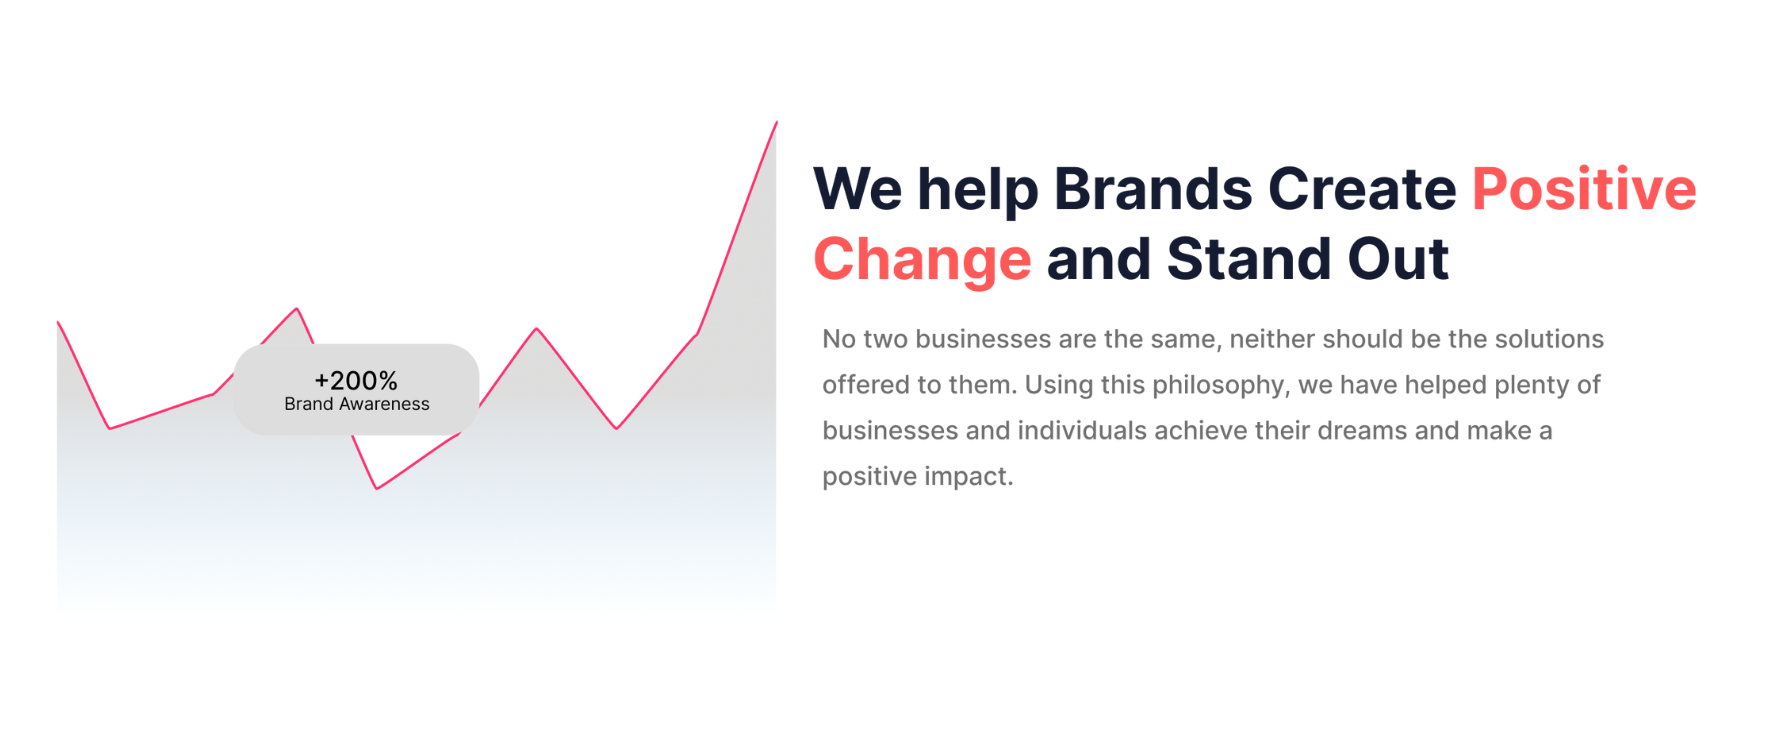 +200%
Brand Awareness
We help Brands Create Positive
Change and Stand Out
No two businesses are the same, neither should be the solutions
offered to them. Using this philosophy, we have helped plenty of
businesses and individuals achieve their dreams and make a
positive impact.